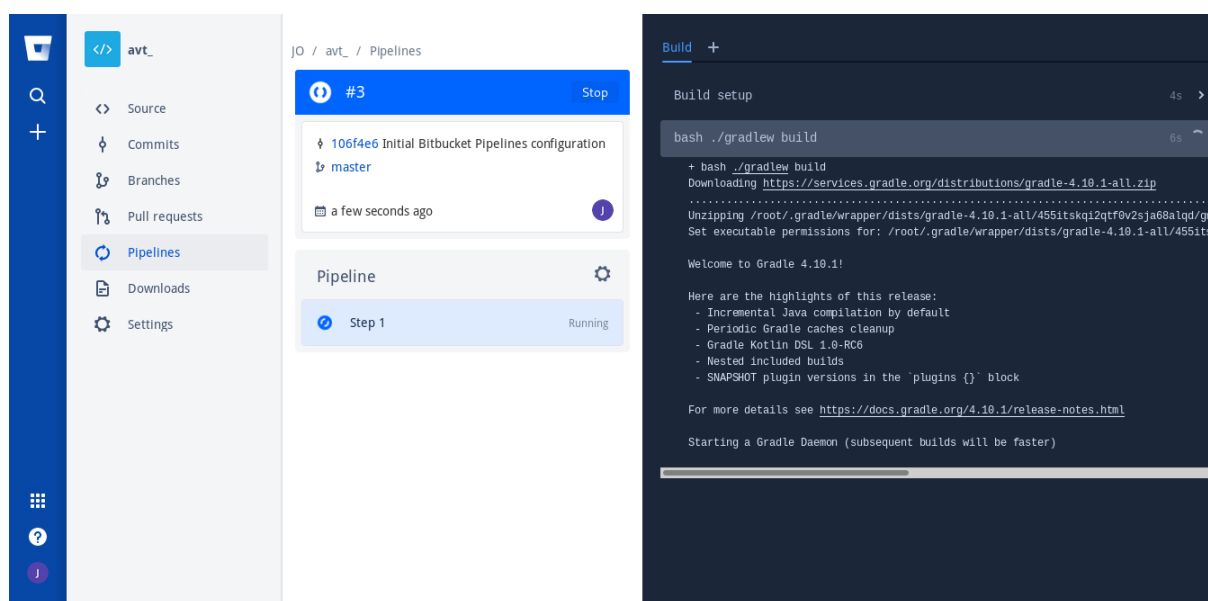 </> avt_
Source
Commits
Branches
Pull requests
Pipelines
Downloads
Settings
J
JO / avt_ / Pipelines
#3 Stop
106f4e6 Initial Bitbucket Pipelines configuration
master
a few seconds ago J
Pipeline
Step 1 Running
Build +
Build setup 4s
bash ./gradlew build 6s
+ bash ./gradlew build
Downloading https://services.gradle.org/distributions/gradle-4.10.1-all.zip
...................................................................................
Unzipping /root/.gradle/wrapper/dists/gradle-4.10.1-all/455itskqi2qtf0v2sja68alqd/g
Set executable permissions for: /root/.gradle/wrapper/dists/gradle-4.10.1-all/455its
Welcome to Gradle 4.10.1!
Here are the highlights of this release:
- Incremental Java compilation by default
- Periodic Gradle caches cleanup
- Gradle Kotlin DSL 1.0-RC6
- Nested included builds
- SNAPSHOT plugin versions in the `plugins {}` block
For more details see https://docs.gradle.org/4.10.1/release-notes.html
Starting a Gradle Daemon (subsequent builds will be faster)